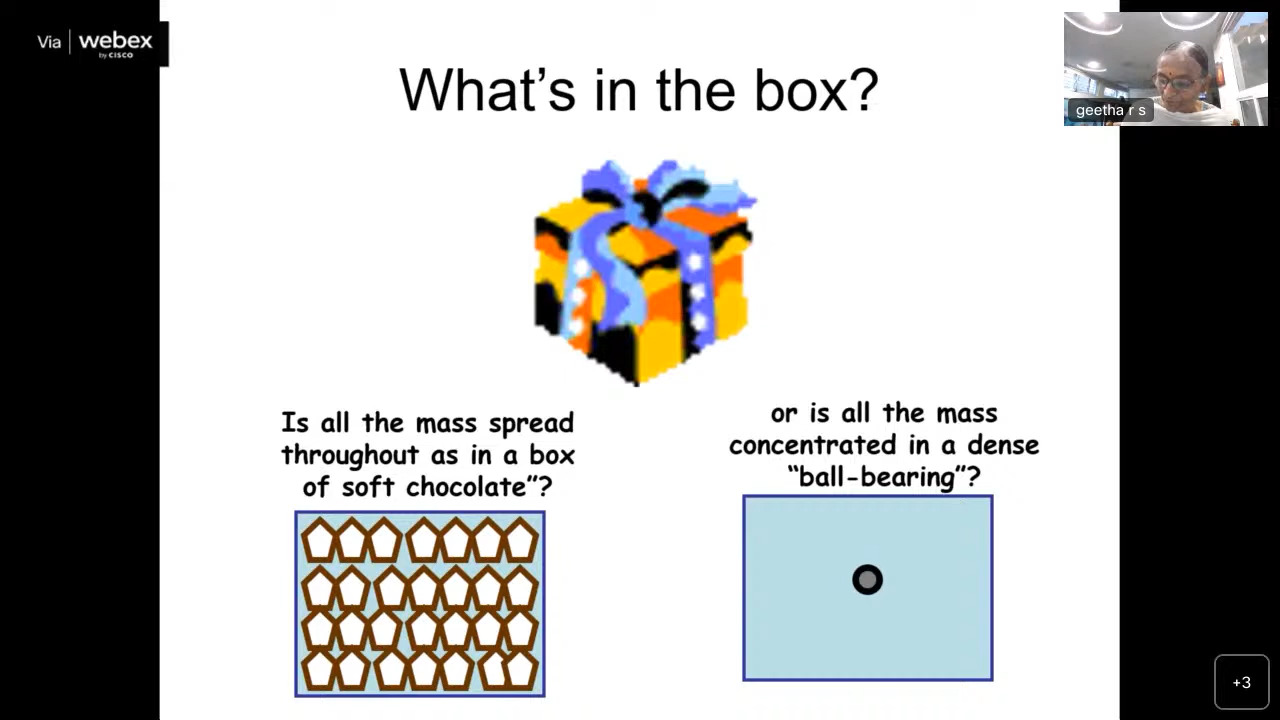 Via webex
by CISCO
What's in the box?
geetha r s
Is all the mass spread
throughout as in a box
of soft chocolate”?
or is all the mass
concentrated in a dense
“ball-bearing”?
+3